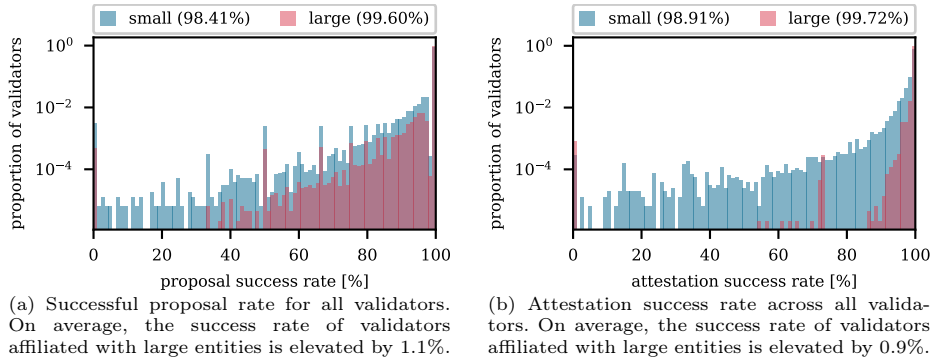 small (98.41%) large (99.60%)
proportion of validators
10^0
10^-2
10^-4
0 20 40 60 80 100
proposal success rate [%]
(a) Successful proposal rate for all validators.
On average, the success rate of validators
affiliated with large entities is elevated by 1.1%.
small (98.91%) large (99.72%)
proportion of validators
10^0
10^-2
10^-4
0 20 40 60 80 100
attestation success rate [%]
(b) Attestation success rate across all valida-
tors. On average, the success rate of validators
affiliated with large entities is elevated by 0.9%.